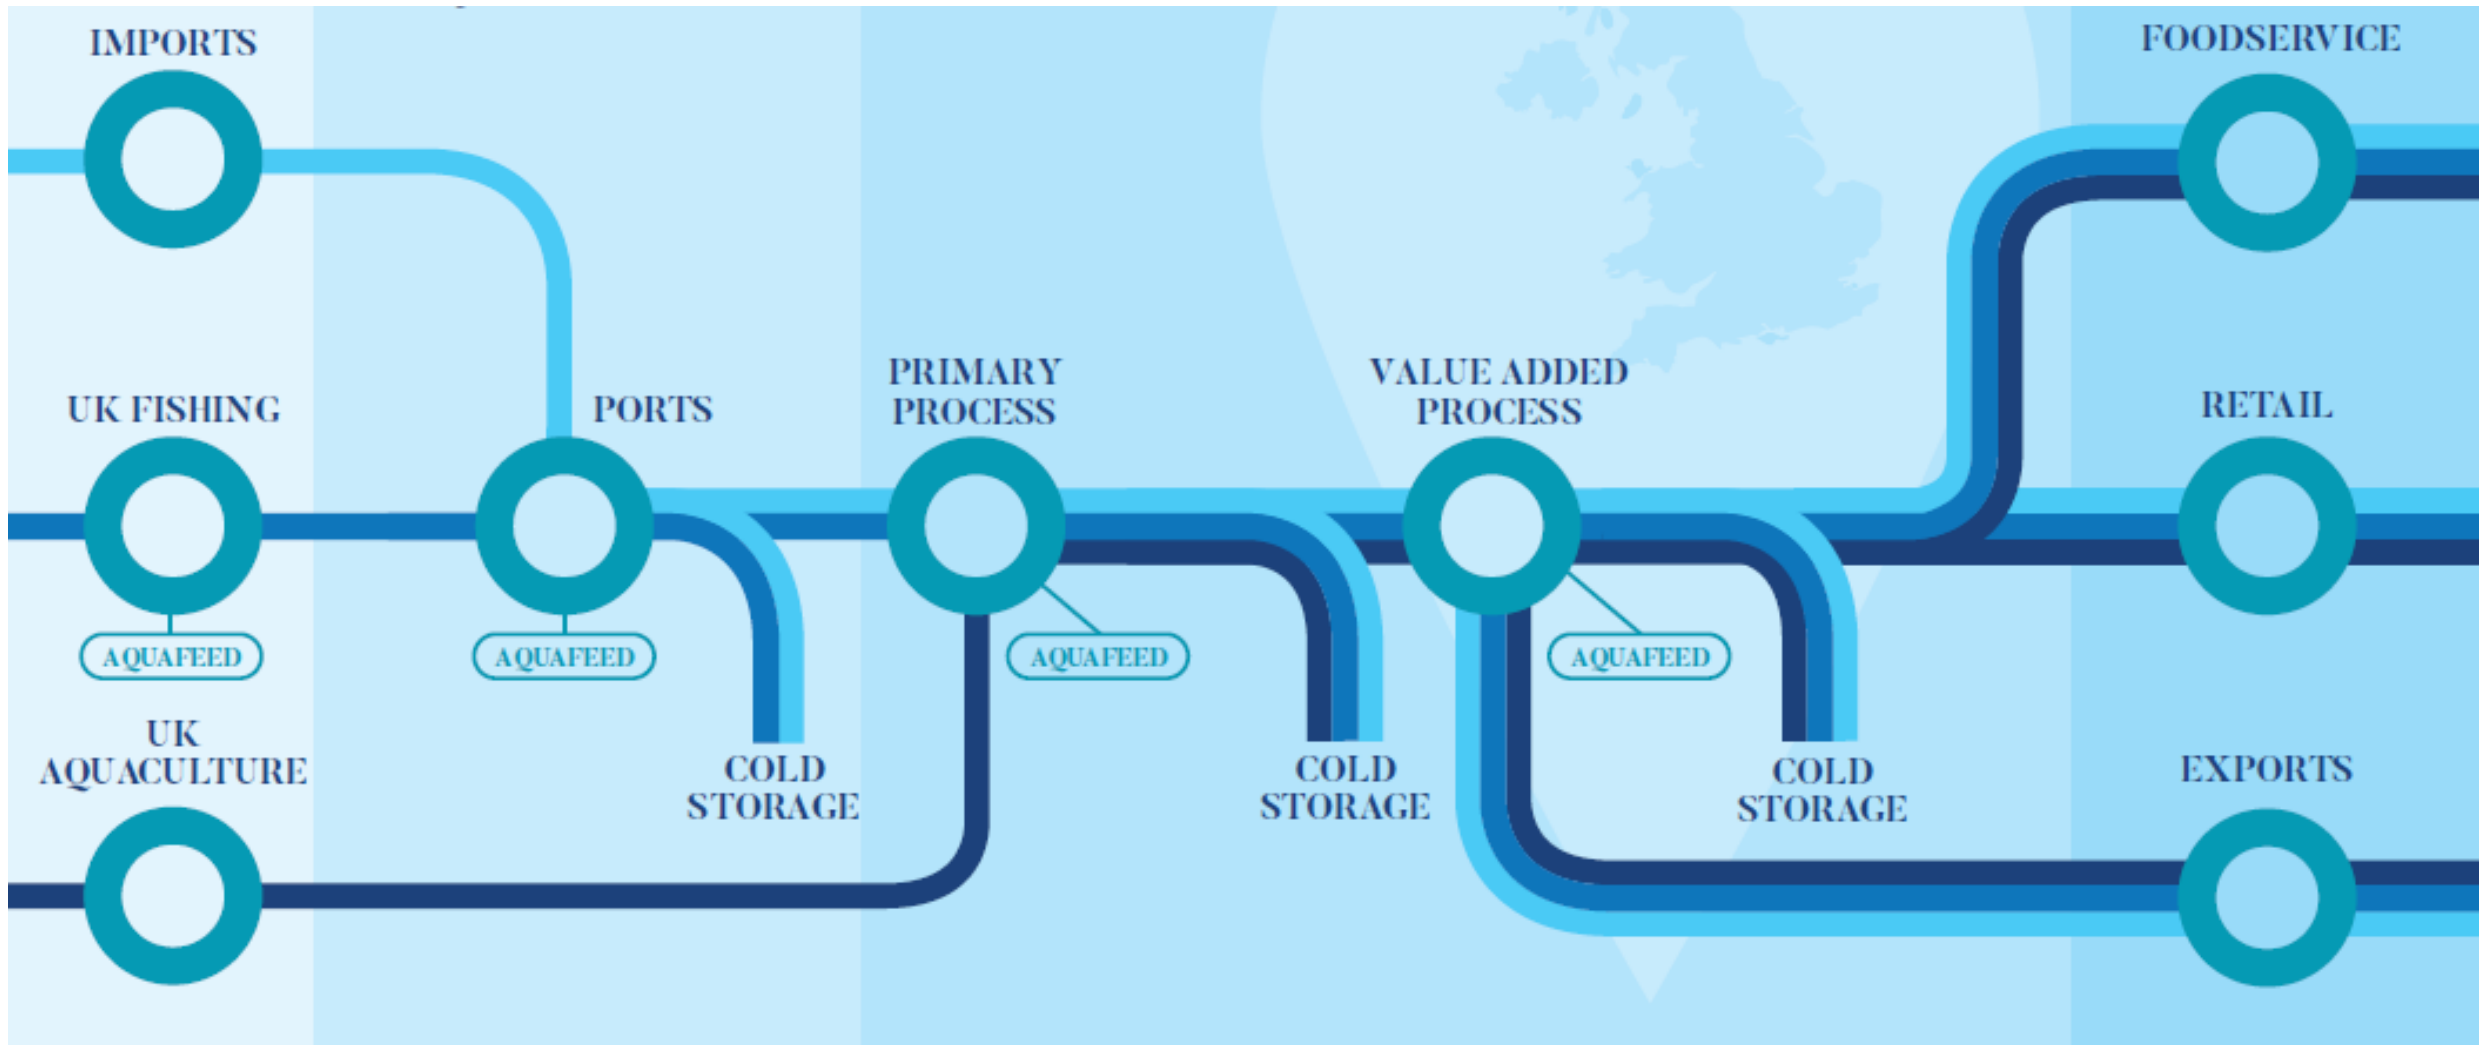 IMPORTS
FOODSERVICE
UK FISHING
PORTS
PRIMARY
PROCESS
VALUE ADDED
PROCESS
RETAIL
AQUAFEED
AQUAFEED
AQUAFEED
AQUAFEED
UK
AQUACULTURE
COLD
STORAGE
COLD
STORAGE
COLD
STORAGE
EXPORTS